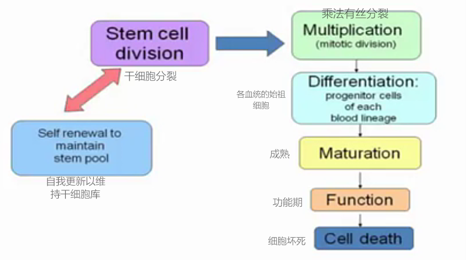 Stem cell
division
干细胞分裂
Self renewal to
maintain
stem pool
自我更新以维
持干细胞库
乘法有丝分裂
Multiplication
(mitotic division)
各血统的始祖
细胞
Differentiation:
progenitor cells
of each
blood lineage
成熟
Maturation
功能期
Function
细胞坏死
Cell death